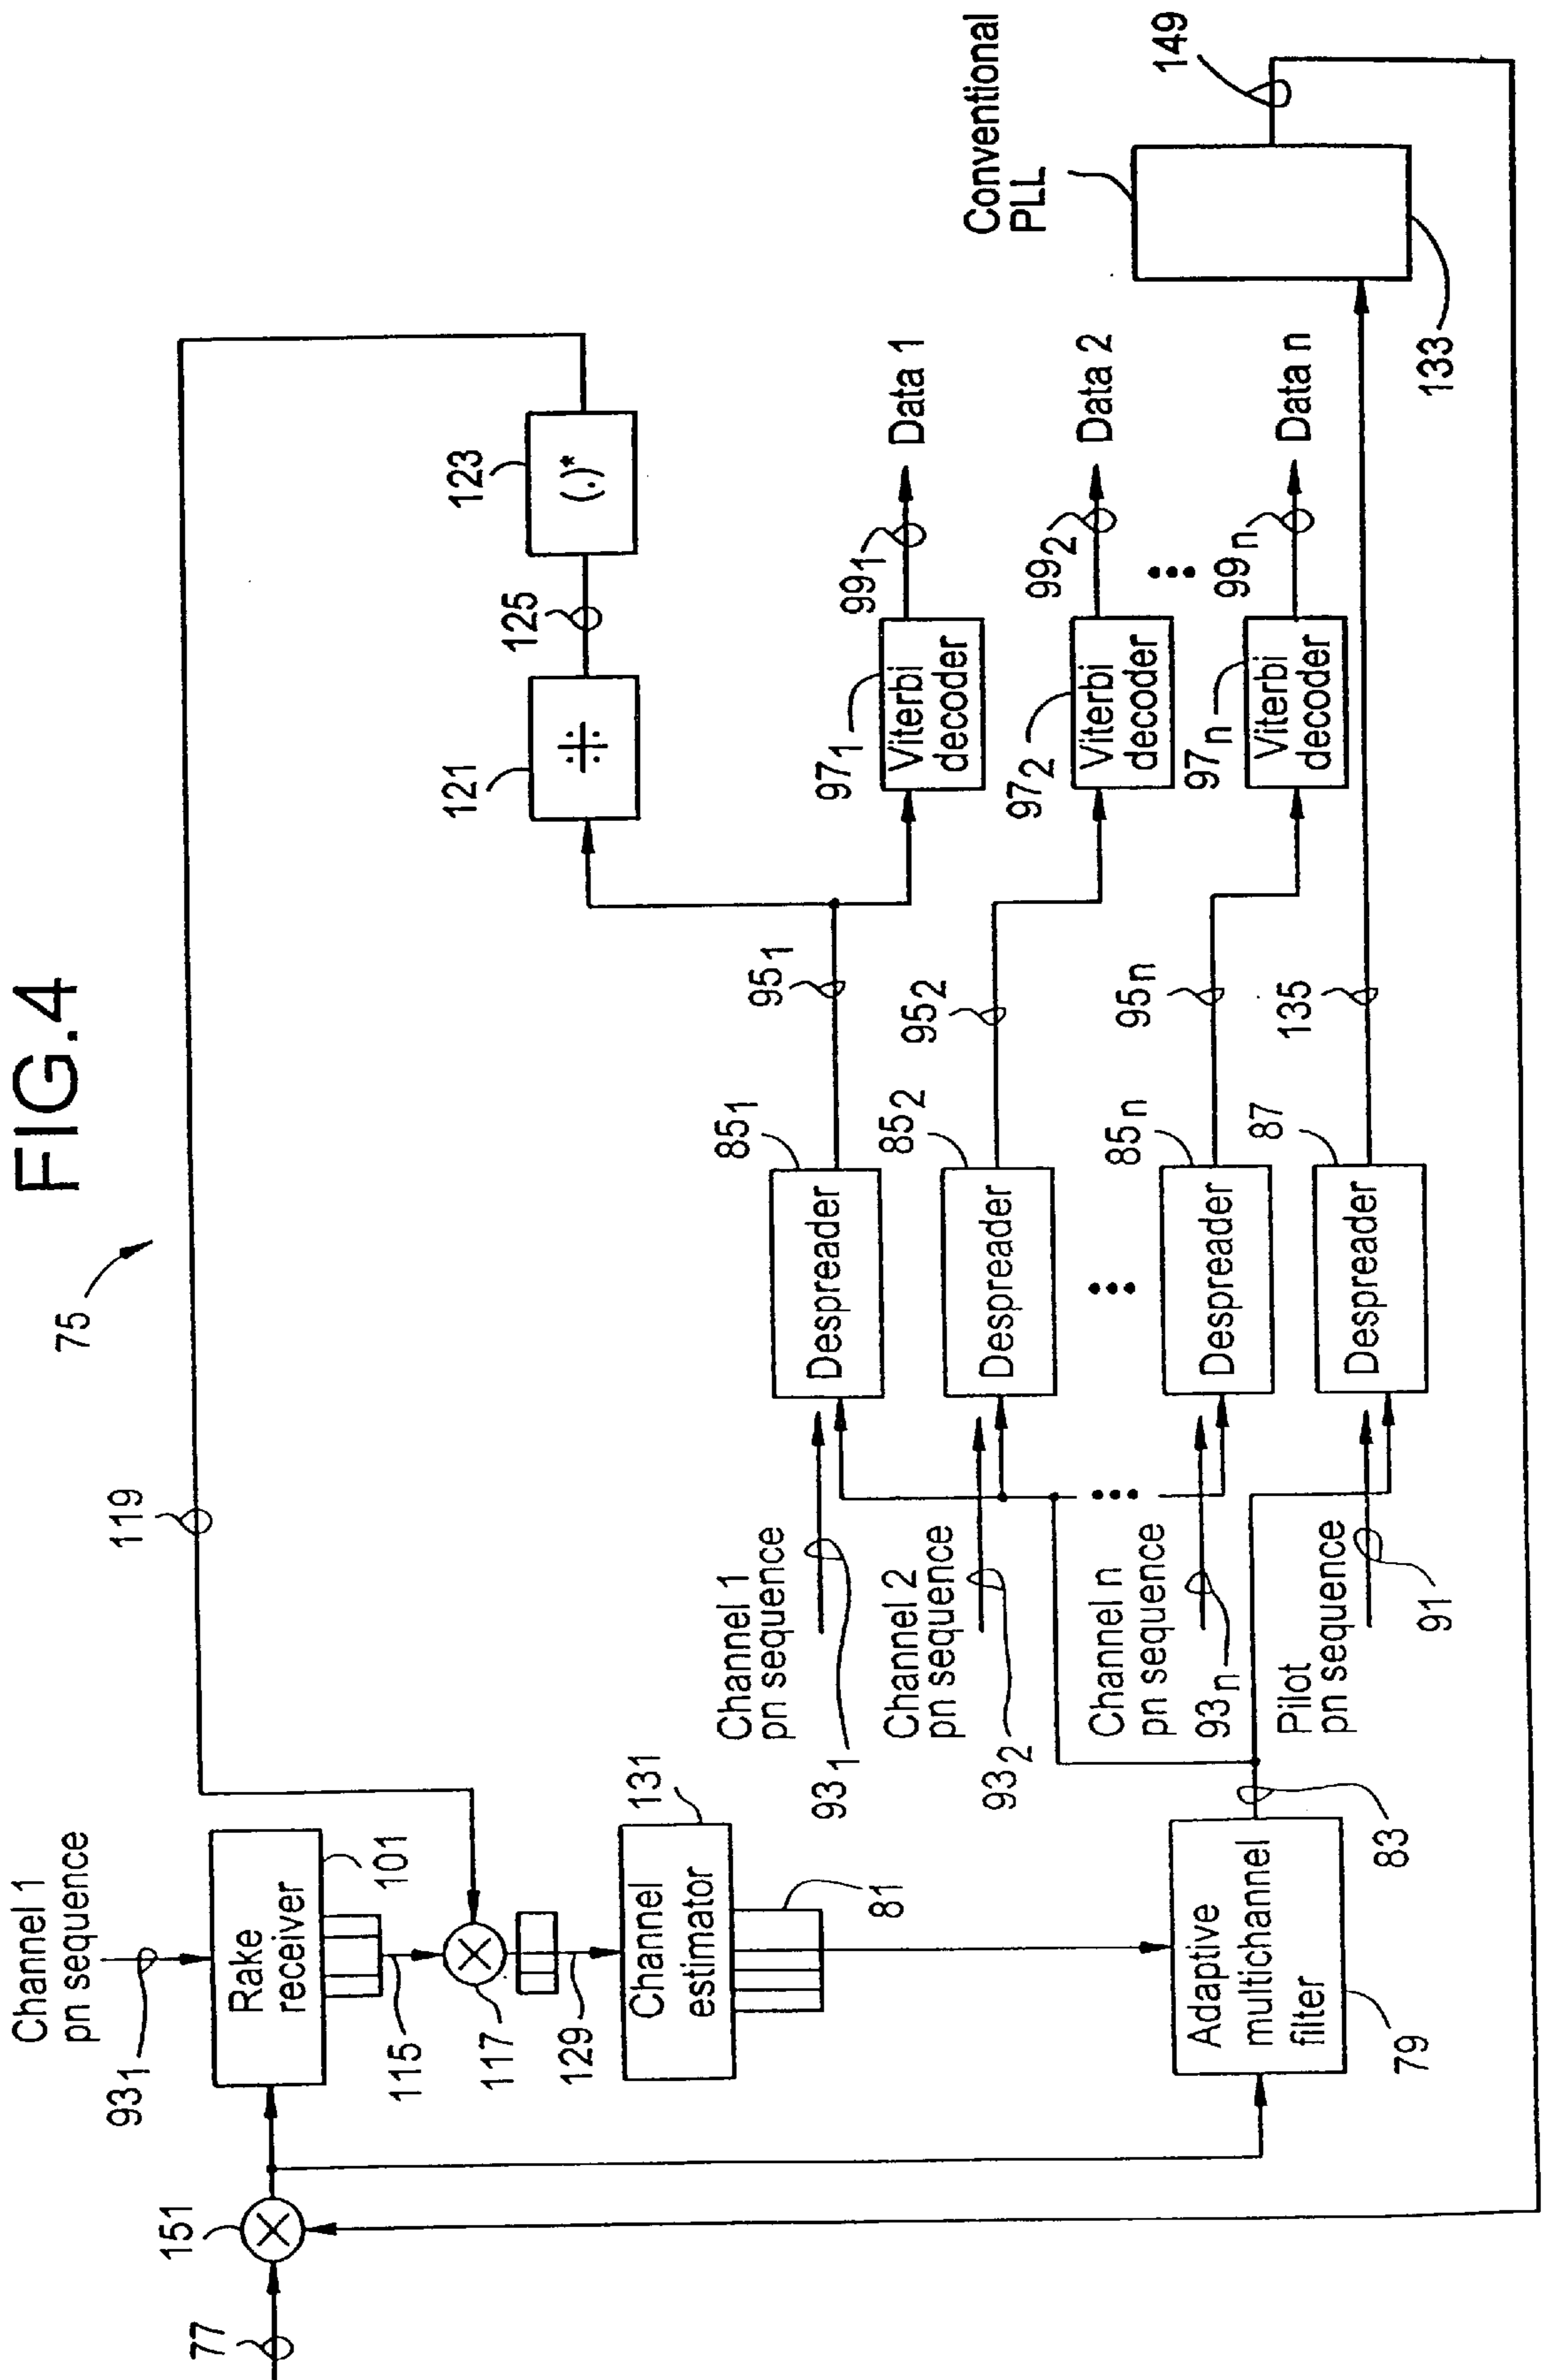 FIG.4
75
77
151
Channel 1
pn sequence
93₁
Rake
receiver
101
115
117
119
129
Channel
estimator
131
81
Adaptive
multichannel
filter
79
83
Channel 1
pn sequence
93₁
Channel 2
pn sequence
93₂
Channel n
pn sequence
93ₙ
Pilot
pn sequence
91
Despreader
85₁
Despreader
85₂
Despreader
85ₙ
Despreader
87
95₁
95₂
95ₙ
135
121
125
(.)*
123
Viterbi
decoder
97₁
Viterbi
decoder
97₂
Viterbi
decoder
97ₙ
99₁
Data 1
99₂
Data 2
99ₙ
Data n
Conventional
PLL
133
149